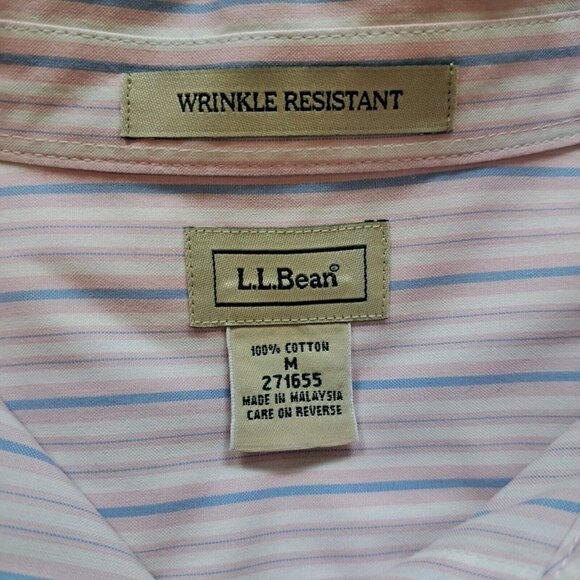 WRINKLE RESISTANT
L.L.Bean®
100% COTTON
M
271655
MADE IN MALAYSIA
CARE ON REVERSE